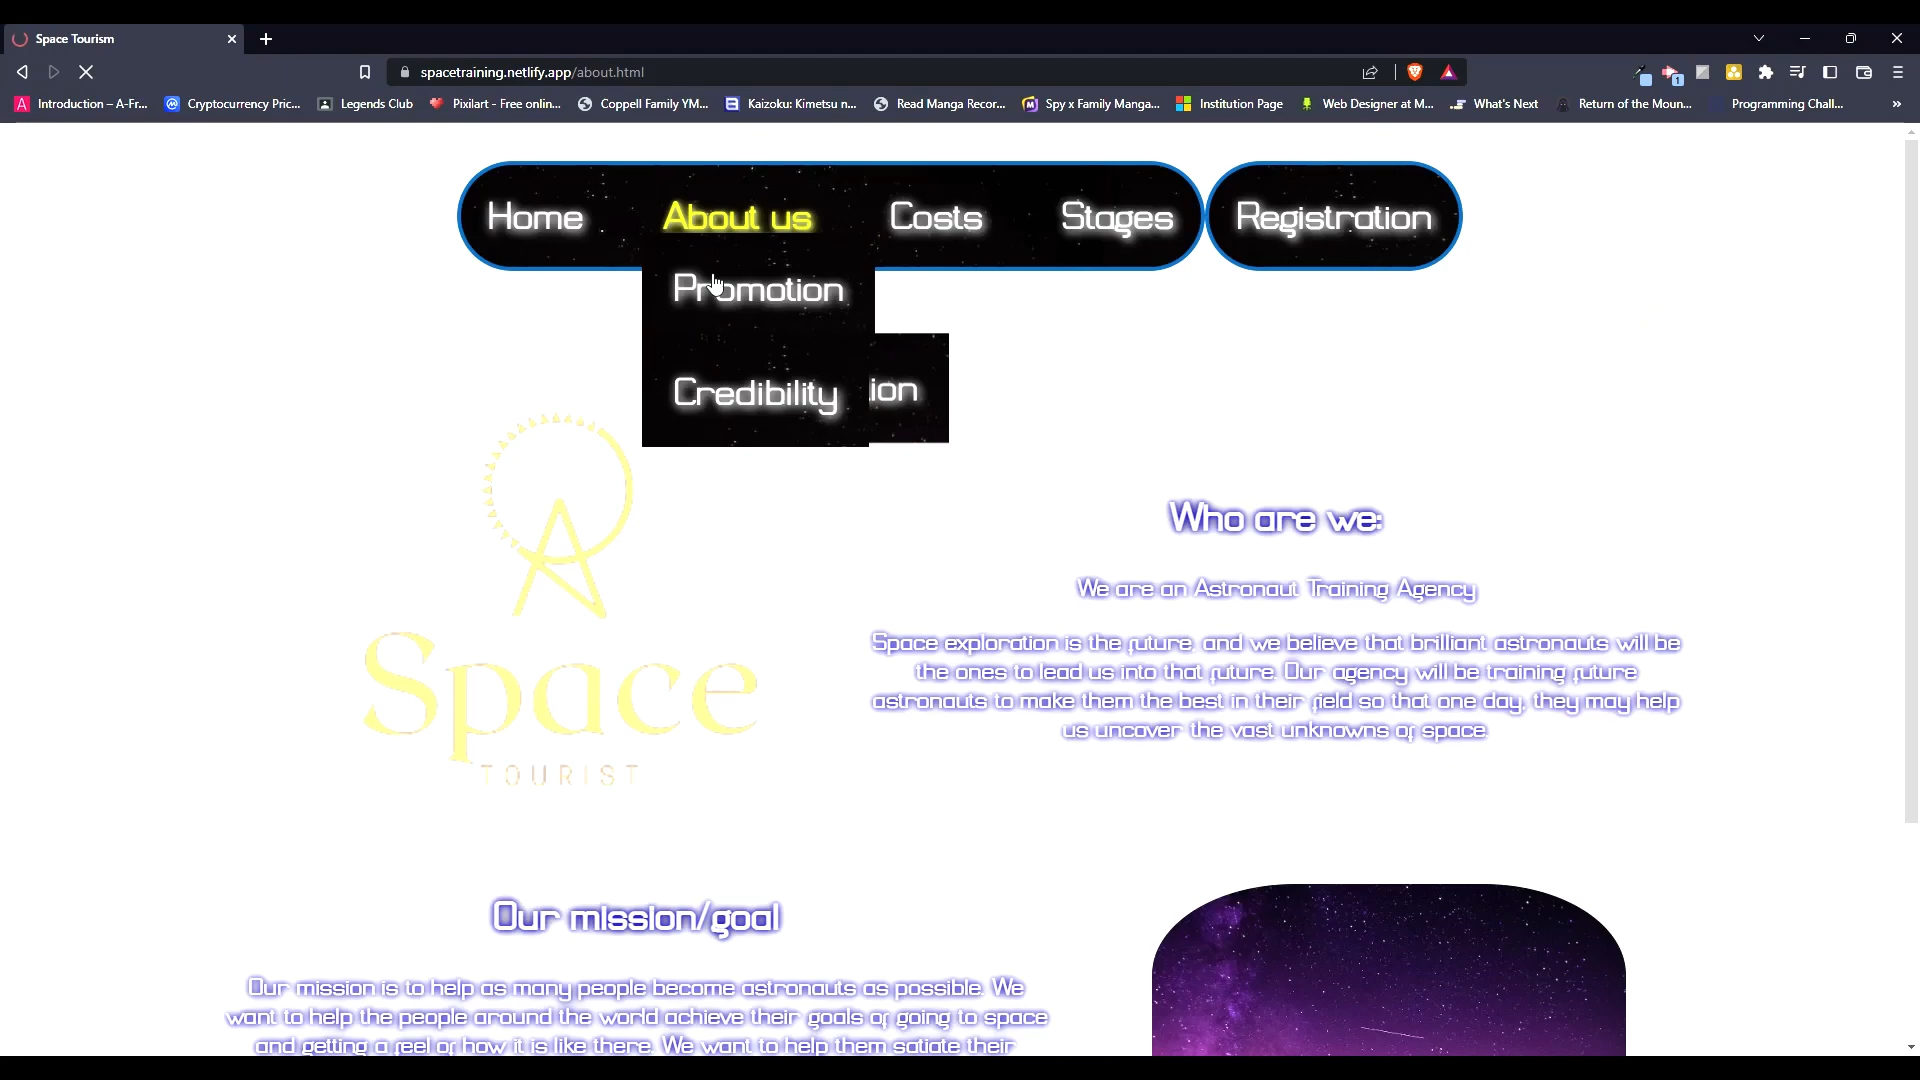 Space Tourism
spacetraining.netlify.app/about.html
1
Introduction – A-Fr...
Cryptocurrency Pric...
Legends Club
Pixilart - Free onlin...
Coppell Family YM...
Kaizoku: Kimetsu n...
Read Manga Recor...
Spy x Family Manga...
Institution Page
Web Designer at M...
What's Next
Return of the Moun...
Programming Chall...
Home
About us
Costs
Stages
Registration
Promotion
Credibility
ion
Space
TOURIST
Who are we:
We are an Astronaut Training Agency
Space exploration is the future, and we believe that brilliant astronauts will be
the ones to lead us into that future. Our agency will be training future
astronauts to make them the best in their field so that one day, they may help
us uncover the vast unknowns of space.
Our mission/goal
Our mission is to help as many people become astronauts as possible. We
want to help the people around the world achieve their goals of going to space
and getting a feel of how it is like there. We want to help them satiate their